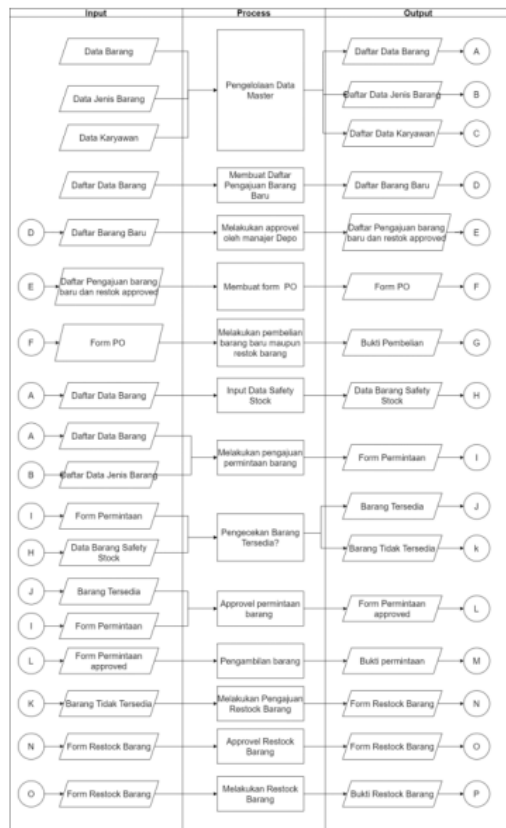 Input Process Output
Data Barang
Data Jenis Barang
Data Karyawan
Pengeloiaan Data
Master
Daftar Data Barang
A
Daftar Data Jenis Barang
B
Daftar Data Karyawan
C
Daftar Data Barang
Membuat Daftar
Pengajuan Barang
Baru
Daftar Barang Baru
D
D
Daftar Barang Baru
Melakukan approvel
oleh manajer Depo
Daftar Pengajuan barang
baru dan restok approved
E
E
Daftar Pengajuan barang
baru dan restok approved
Membuat form PO
Form PO
F
F
Form PO
Melakukan pembelian
barang baru maupun
restok barang
Bukti Pembelian
G
A
Daftar Data Barang
Input Data Safety
Stock
Data Barang Safety
Stock
H
A
Daftar Data Barang
B
Daftar Data Jenis Barang
Melakukan pengajuan
permintaan barang
Form Permintaan
I
I
Form Permintaan
H
Data Barang Safety
Stock
Pengecekan Barang
Tersedia?
Barang Tersedia
J
Barang Tidak Tersedia
k
J
Barang Tersedia
I
Form Permintaan
Approvel permintaan
barang
Form Permintaan
approved
L
L
Form Permintaan
approved
Pengambilan barang
Bukti permintaan
M
K
Barang Tidak Tersedia
Melakukan Pengajuan
Restock Barang
Form Restock Barang
N
N
Form Restock Barang
Approvel Restock
Barang
Form Restock Barang
O
O
Form Restock Barang
Melakukan Restock
Barang
Bukti Restock Barang
P